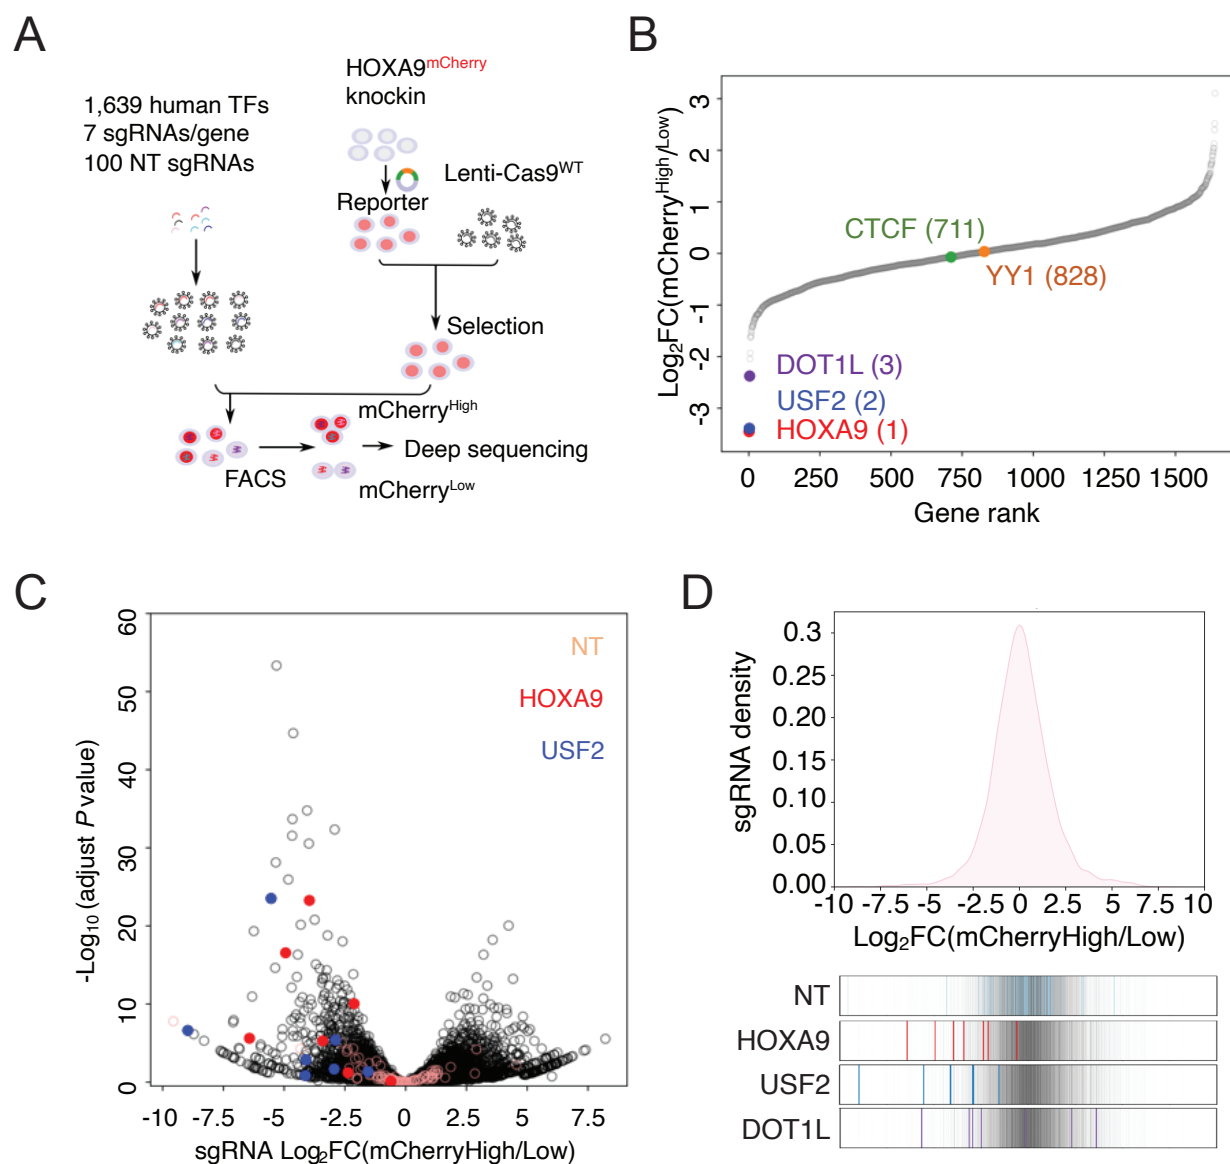 A
1,639 human TFs
7 sgRNAs/gene
100 NT sgRNAs
HOXA9mCherry
knockin
Lenti-Cas9WT
Reporter
Selection
mCherryHigh
FACS
Deep sequencing
mCherryLow
B
Log2FC(mCherryHigh/Low)
3
2
1
0
-1
-2
-3
CTCF (711)
YY1 (828)
DOT1L (3)
USF2 (2)
HOXA9 (1)
0 250 500 750 1000 1250 1500
Gene rank
C
-Log10 (adjust P value)
60
50
40
30
20
10
0
NT
HOXA9
USF2
-10 -7.5 -5 -2.5 0 2.5 5 7.5
sgRNA Log2FC(mCherryHigh/Low)
D
sgRNA density
0.3
0.25
0.20
0.15
0.10
0.05
0.00
-10 -7.5 -5 -2.5 0 2.5 5 7.5 10
Log2FC(mCherryHigh/Low)
NT
HOXA9
USF2
DOT1L